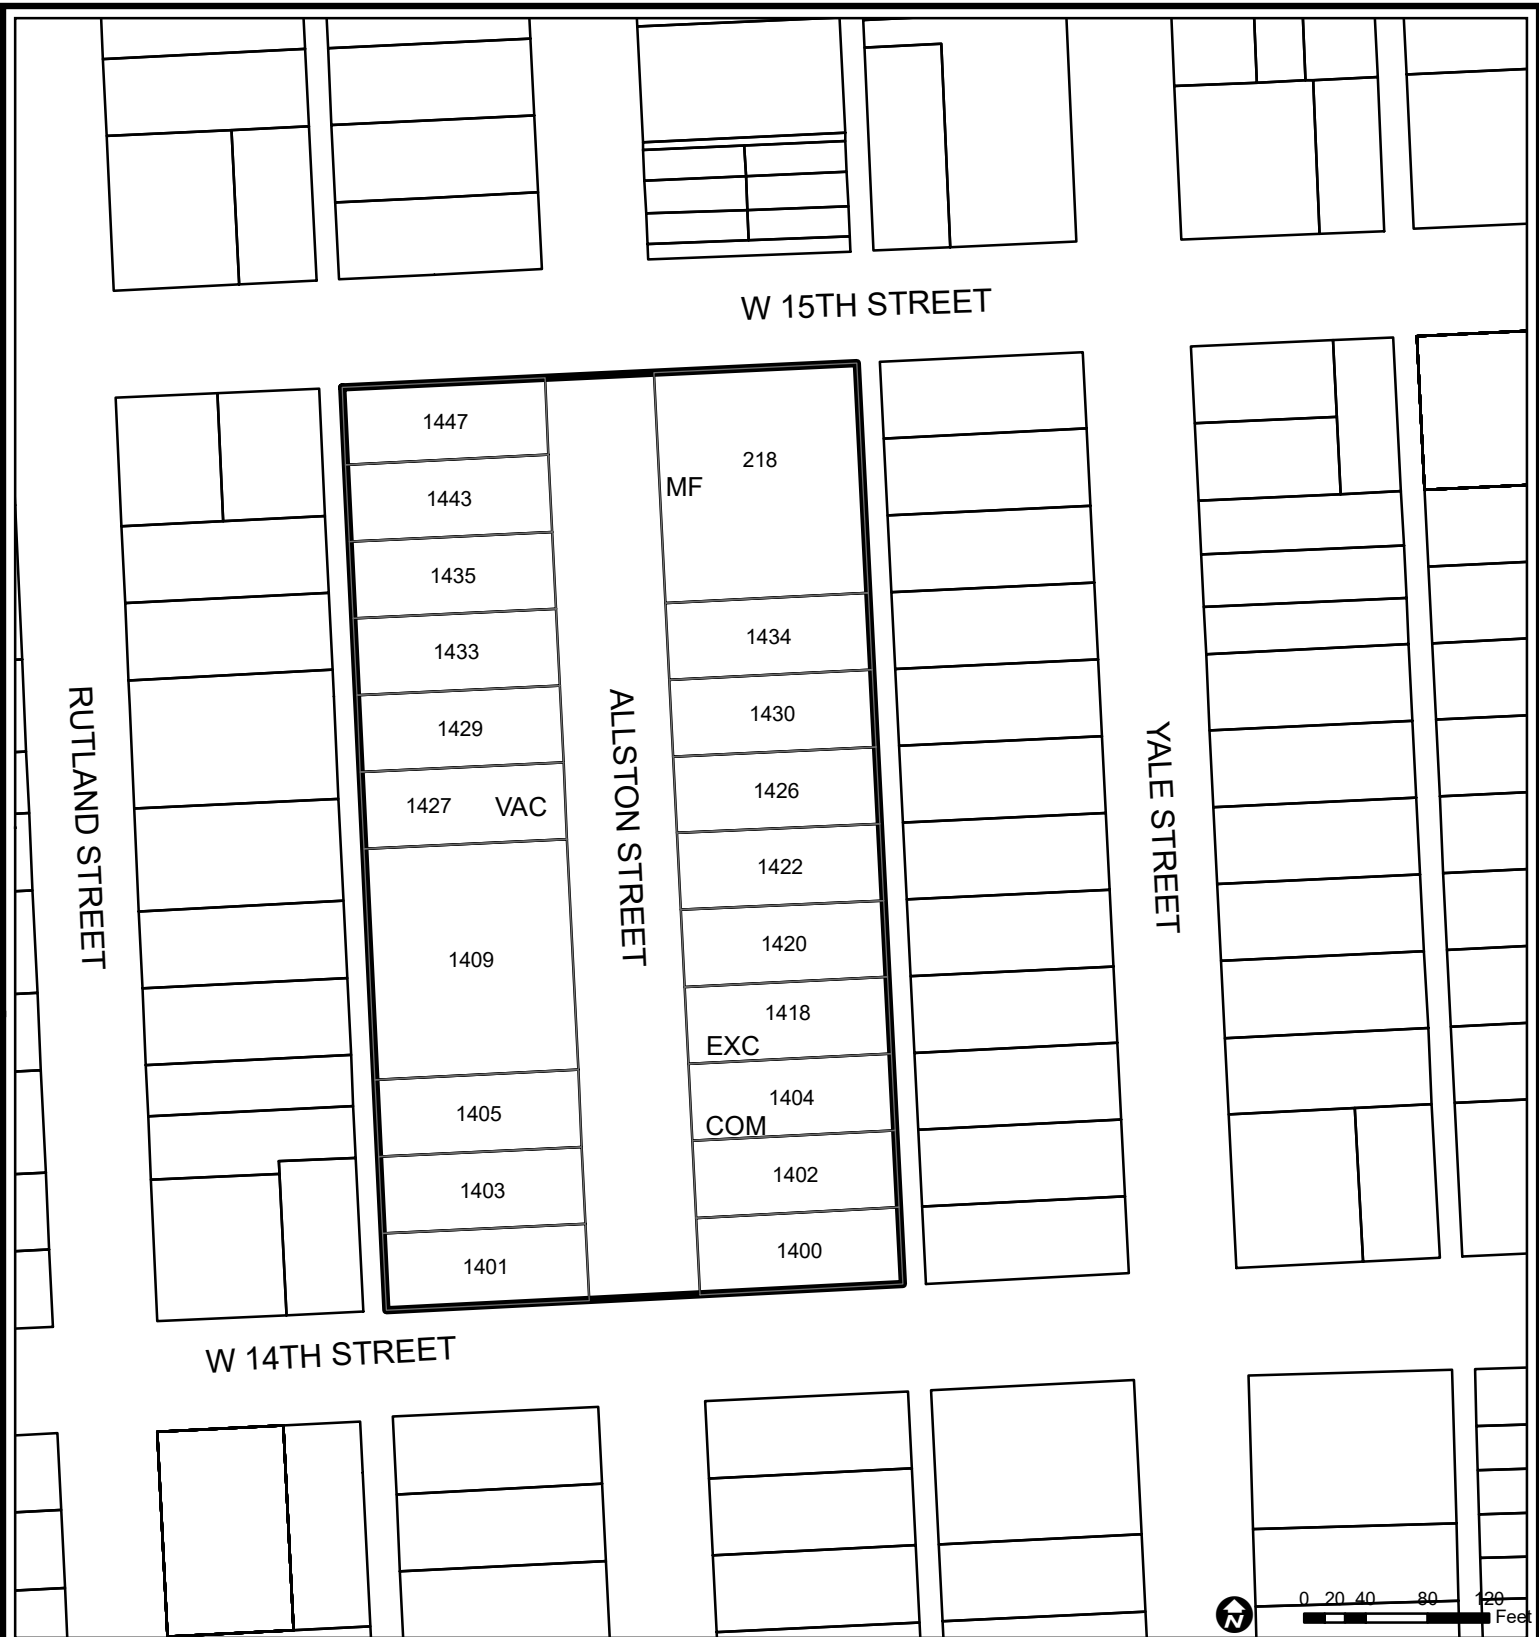 W 15TH STREET
1447
218
MF
1443
1435
1433
1434
RUTLAND STREET
ALLSTON STREET
YALE STREET
1429
1430
1427 VAC
1426
1422
1409
1420
1418
EXC
1404
COM
1405
1402
1403
1400
1401
W 14TH STREET
N
0 20 40 80 120
Feet